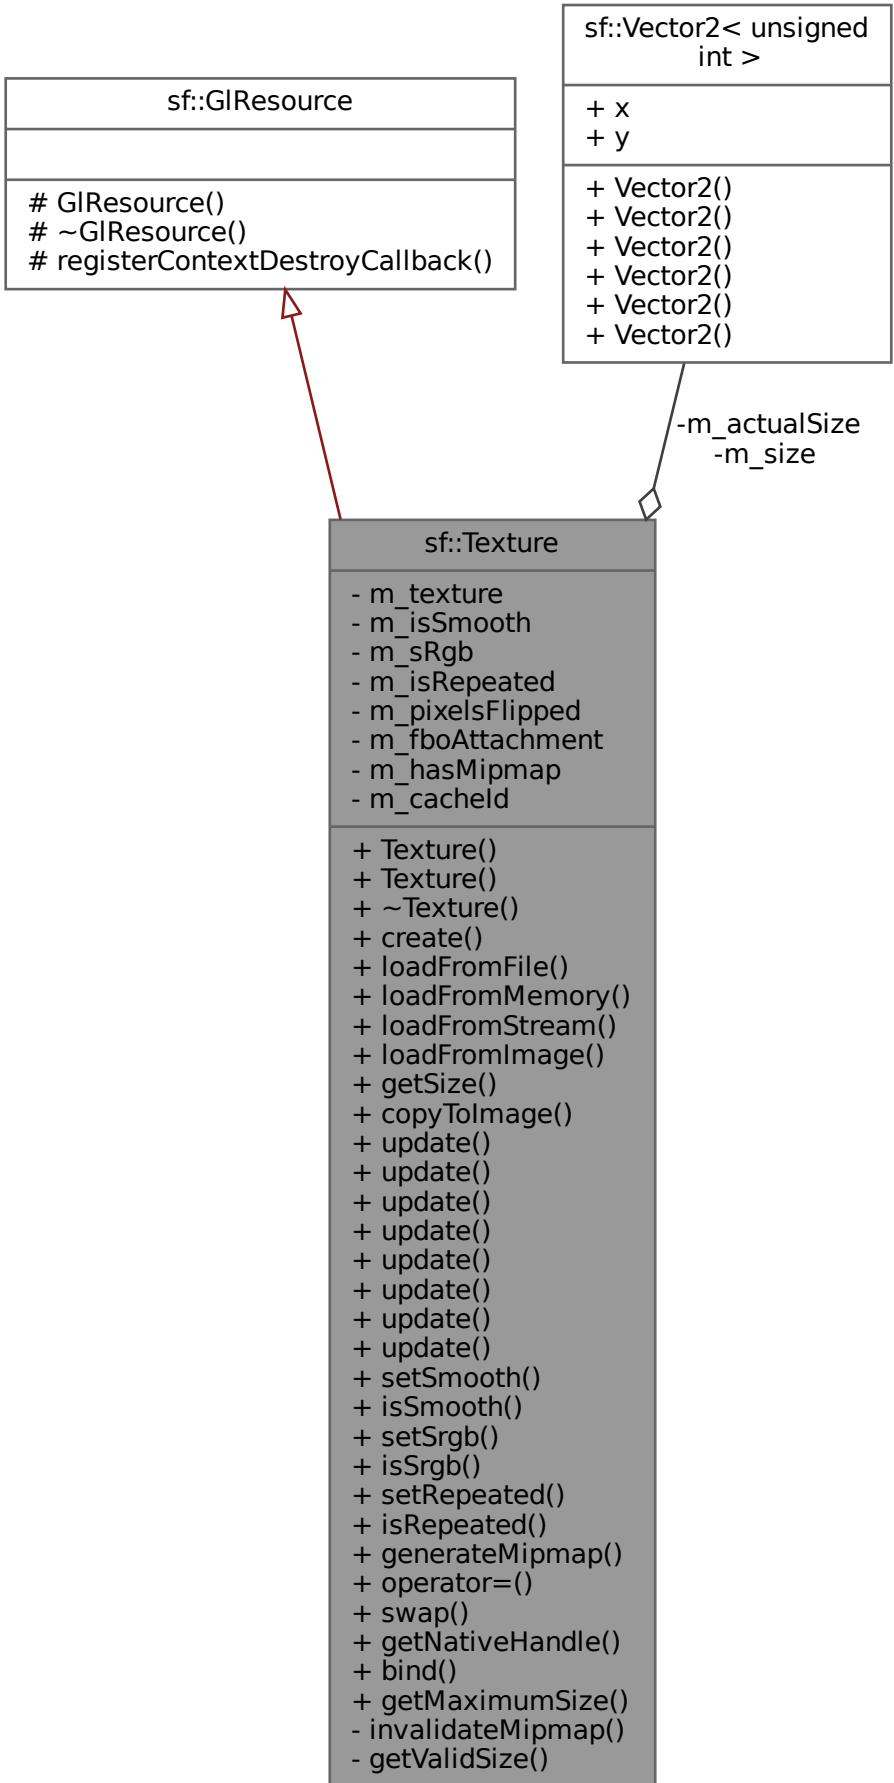 sf::Vector2< unsigned
int >
+ x
+ y
+ Vector2()
+ Vector2()
+ Vector2()
+ Vector2()
+ Vector2()
+ Vector2()
sf::GlResource
# GlResource()
# ~GlResource()
# registerContextDestroyCallback()
-m_actualSize
-m_size
sf::Texture
- m_texture
- m_isSmooth
- m_sRgb
- m_isRepeated
- m_pixelsFlipped
- m_fboAttachment
- m_hasMipmap
- m_cacheId
+ Texture()
+ Texture()
+ ~Texture()
+ create()
+ loadFromFile()
+ loadFromMemory()
+ loadFromStream()
+ loadFromImage()
+ getSize()
+ copyToImage()
+ update()
+ update()
+ update()
+ update()
+ update()
+ update()
+ update()
+ update()
+ setSmooth()
+ isSmooth()
+ setSrgb()
+ isSrgb()
+ setRepeated()
+ isRepeated()
+ generateMipmap()
+ operator=()
+ swap()
+ getNativeHandle()
+ bind()
+ getMaximumSize()
- invalidateMipmap()
- getValidSize()